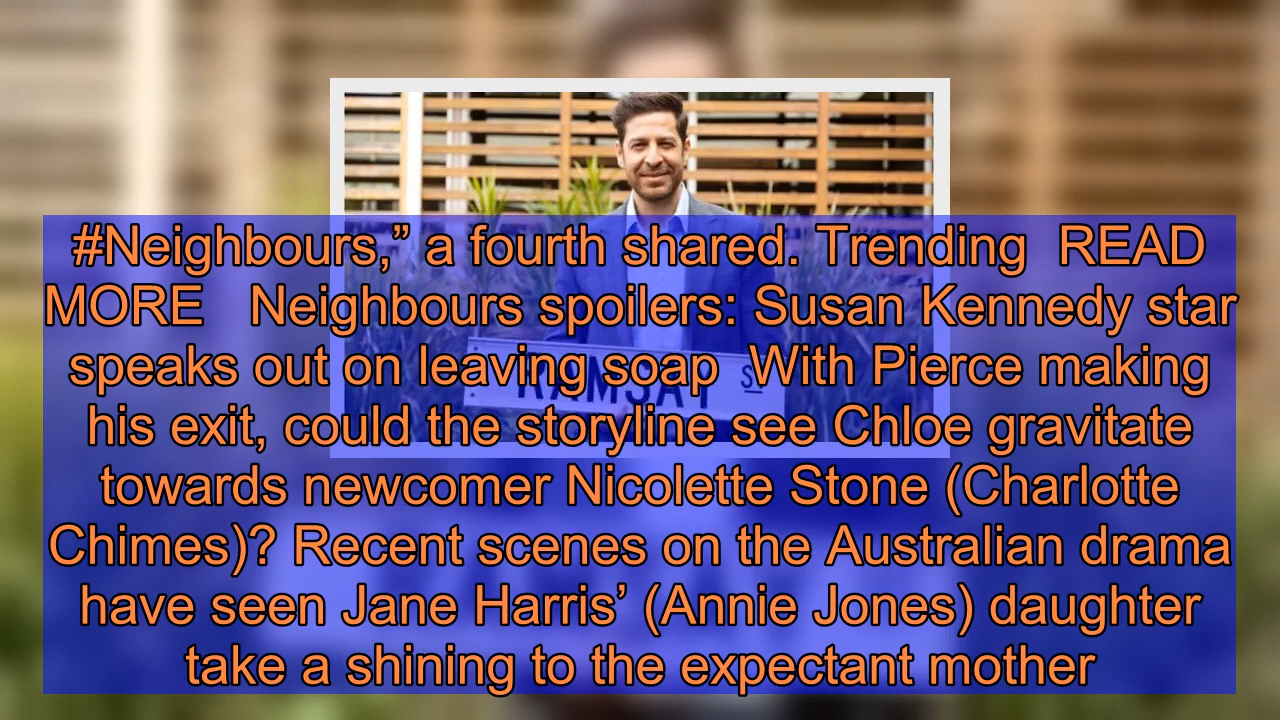 #Neighbours,” a fourth shared. Trending  READ
MORE   Neighbours spoilers: Susan Kennedy star
speaks out on leaving soap  With Pierce making
his exit, could the storyline see Chloe gravitate
towards newcomer Nicolette Stone (Charlotte
Chimes)? Recent scenes on the Australian drama
have seen Jane Harris’ (Annie Jones) daughter
take a shining to the expectant mother
RAMSAY ST